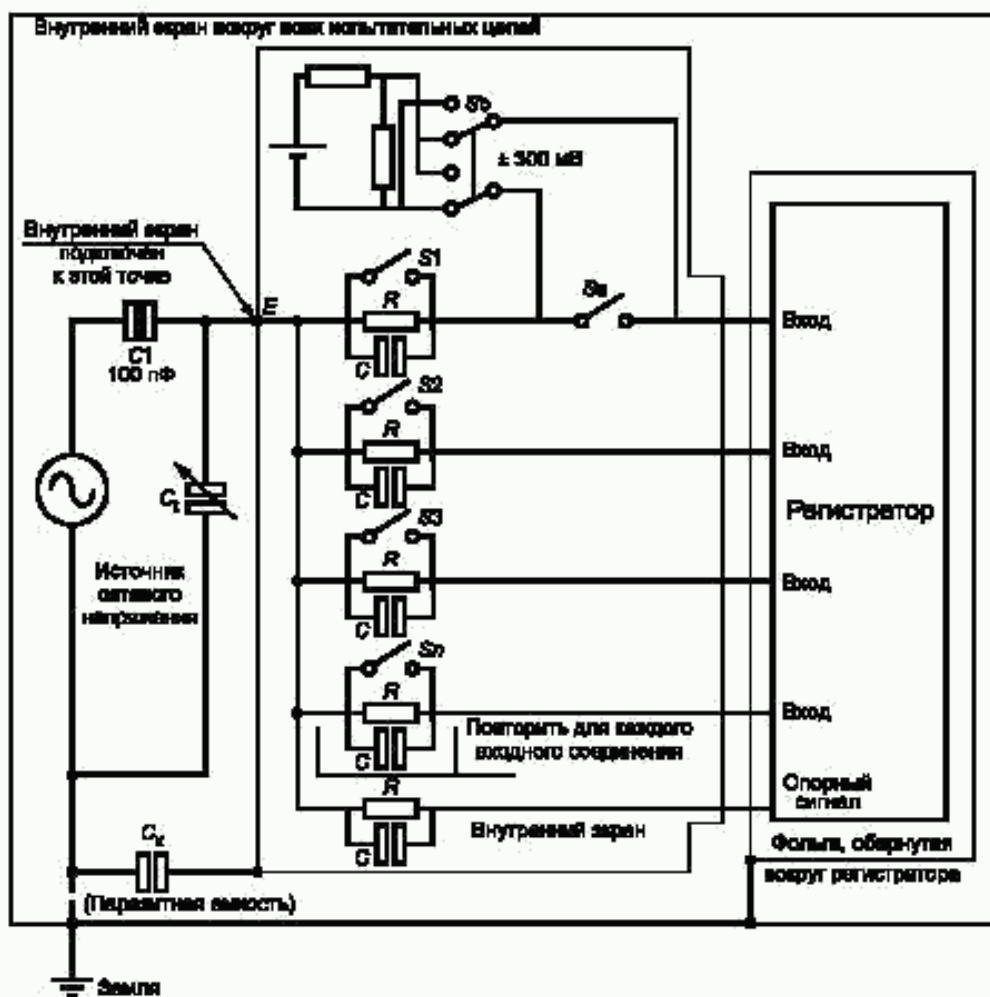 Внутренний экран вокруг всех испытательных цепей
Sb
± 300 мВ
Внутренний экран
подключен
к этой точке
E
S1
R
C
Sa
Вход
C1
100 пФ
S2
R
C
Вход
Регистратор
Ct
S3
R
C
Вход
Источник
сетевого
напряжения
Sn
R
C
Вход
Повторить для каждого
входного соединения
R
C
Опорный
сигнал
Внутренний экран
Cx
(Паразитная емкость)
Фольга, обернутая
вокруг регистратора
Земля